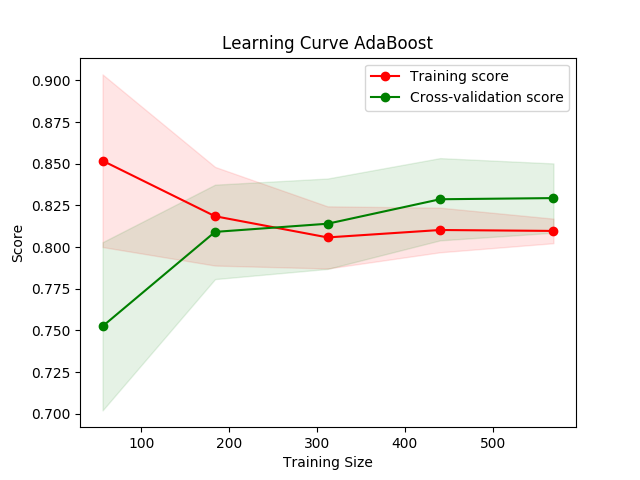 Learning Curve AdaBoost
Training score
Cross-validation score
0.900
0.875
0.850
0.825
0.800
0.775
0.750
0.725
0.700
Score
100 200 300 400 500
Training Size